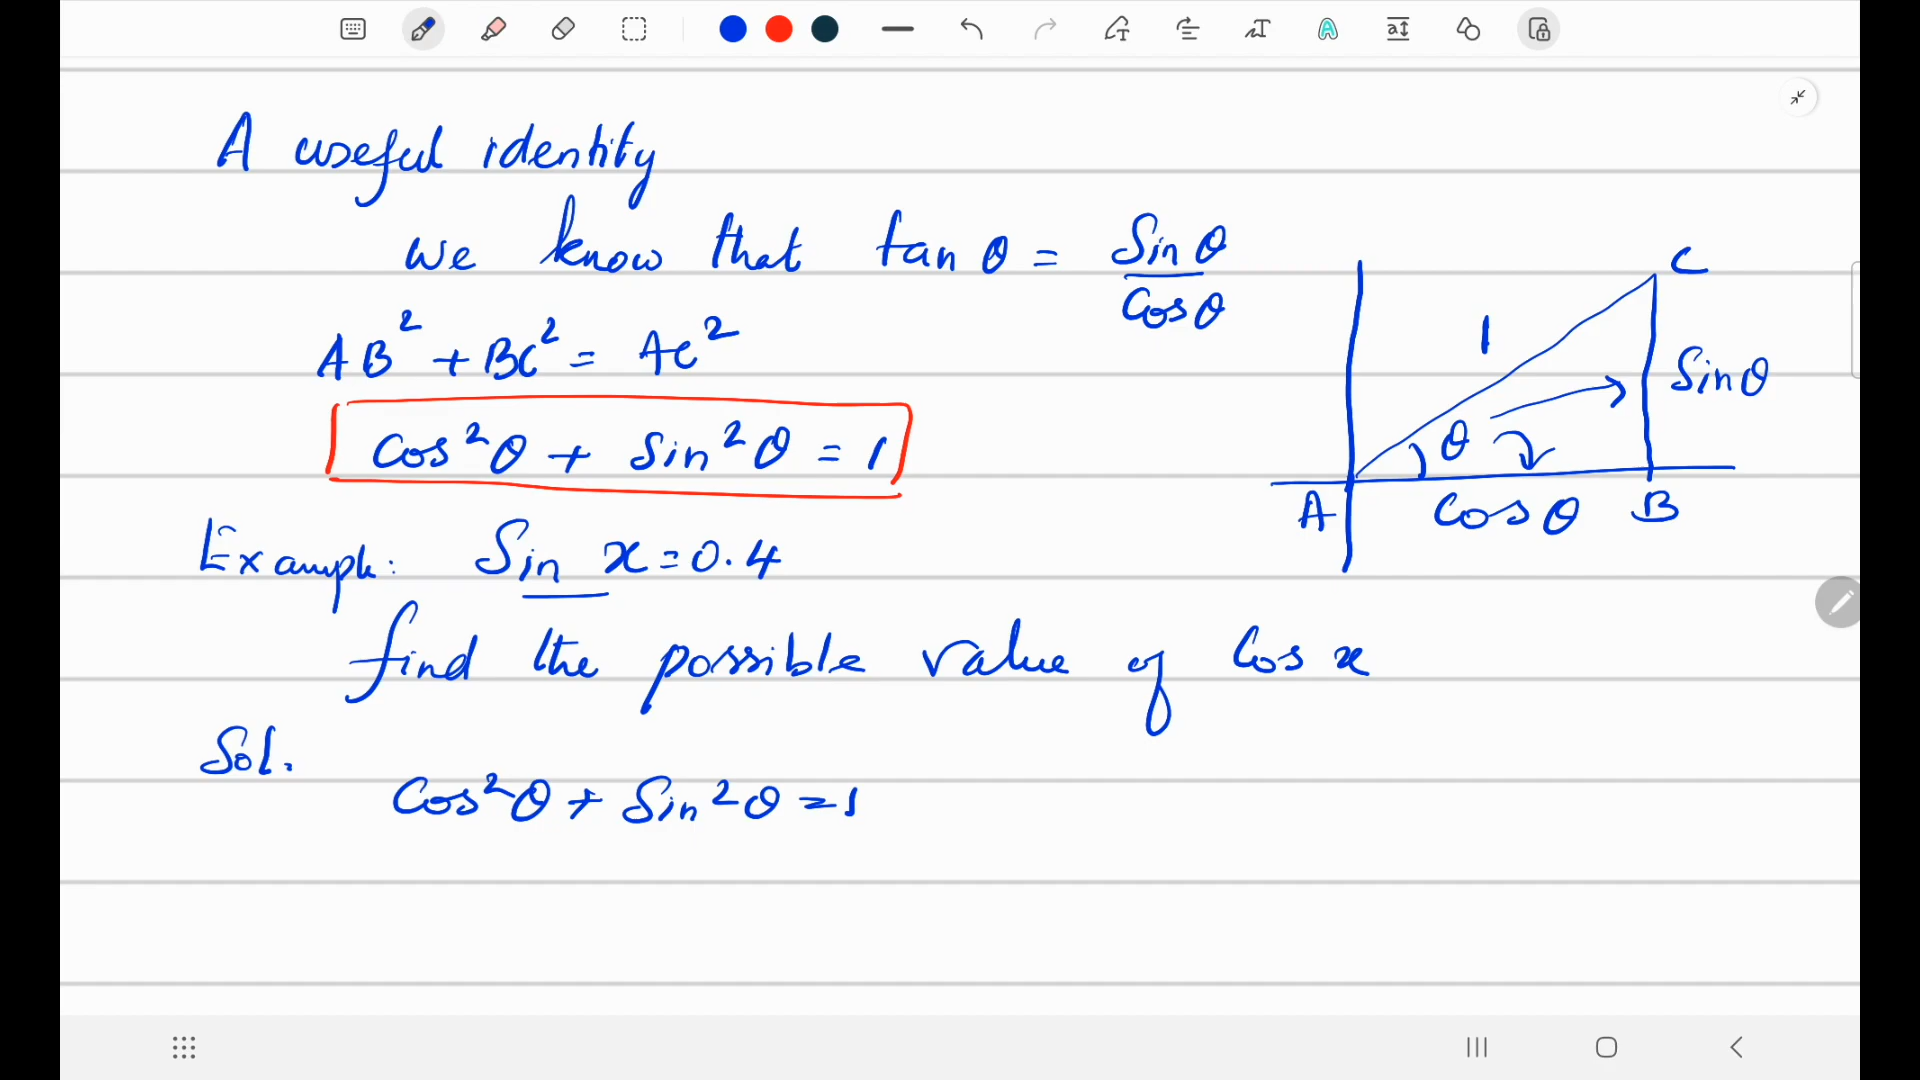 A useful identity
we know that tan θ = Sin θ / Cos θ
AB² + BC² = AC²
Cos²θ + Sin²θ = 1
C
1
Sin θ
θ
A Cos θ B
Example: Sin x = 0.4
find the possible value of Cos x
Sol.
Cos²θ + Sin²θ = 1